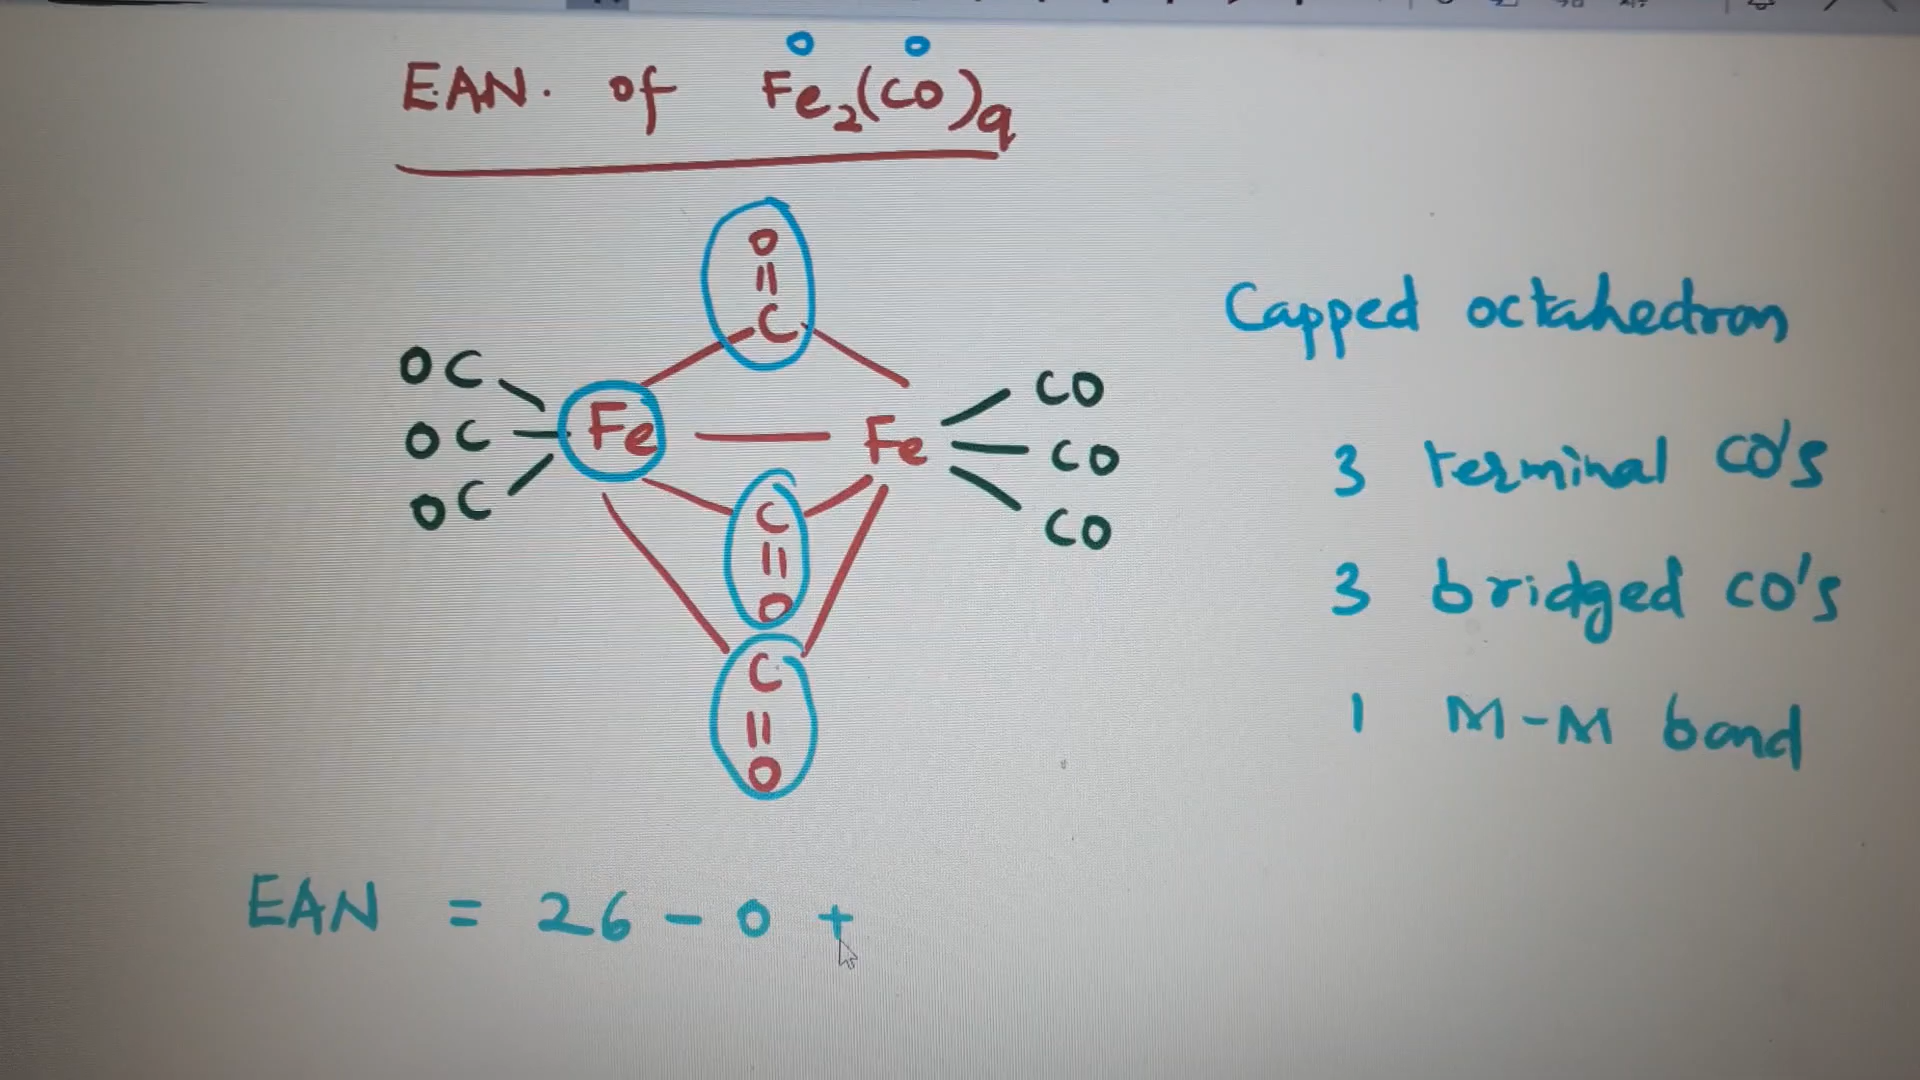 EAN. of Fe₂(CO)₉
O
||
C
Capped octahedron
OC
CO
OC
Fe
Fe
CO
3 terminal CO's
OC
CO
C
||
O
3 bridged CO's
C
||
O
1 M-M bond
EAN = 26 - 0 +